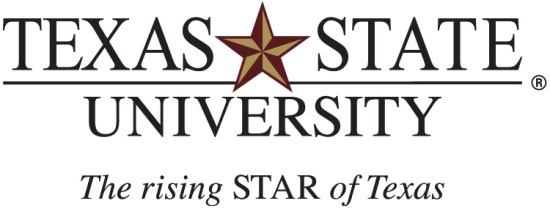 TEXAS STATE
UNIVERSITY ®
The rising STAR of Texas